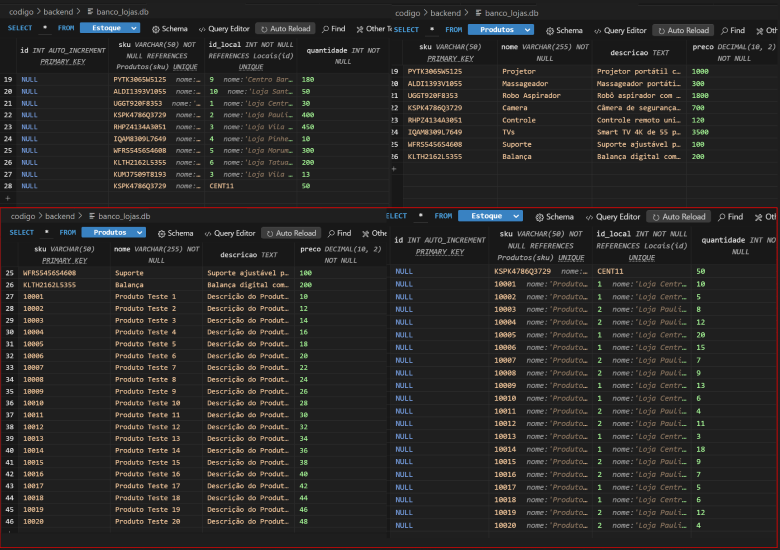 codigo > backend > banco_lojas.db
SELECT * FROM Estoque Schema Query Editor Auto Reload Find Other T
id INT AUTO_INCREMENT PRIMARY KEY sku VARCHAR(50) NOT NULL REFERENCES Produtos(sku) UNIQUE id_local INT NOT NULL REFERENCES Locais(id) UNIQUE quantidade INT NOT NULL
19 NULL PYTK3065WS125 nome:… 9 nome:'Centro Bar… 180
20 NULL ALDI1393V1055 nome:… 10 nome:'Loja Sant… 50
21 NULL UGGT920F8353 nome:'… 1 nome:'Loja Centr… 30
22 NULL KSPK4786Q3729 nome:… 2 nome:'Loja Pauli… 400
23 NULL RHPZ4134A3051 nome:… 3 nome:'Loja Vila … 450
24 NULL IQAM8309L7649 nome:… 4 nome:'Loja Pinhe… 10
25 NULL WFRS5456S4608 nome:… 5 nome:'Loja Morum… 300
26 NULL KLTH2162L5355 nome:… 6 nome:'Loja Tatua… 200
27 NULL KUMJ7509T8193 nome:… 3 nome:'Loja Vila … 13
28 NULL KSPK4786Q3729 nome:… CENT11 50
+
codigo > backend > banco_lojas.db
SELECT * FROM Produtos Schema Query Editor Auto Reload Find Oth
sku VARCHAR(50) PRIMARY KEY nome VARCHAR(255) NOT NULL descricao TEXT preco DECIMAL(10, 2) NOT NULL
19 PYTK3065WS125 Projetor Projetor portátil c… 1000
20 ALDI1393V1055 Massageador Massageador portáti… 300
21 UGGT920F8353 Robo Aspirador Robô aspirador com … 1800
22 KSPK4786Q3729 Camera Câmera de seguranç… 700
23 RHPZ4134A3051 Controle Controle remoto uni… 120
24 IQAM8309L7649 TVs Smart TV 4K de 55 p… 3500
25 WFRS5456S4608 Suporte Suporte ajustável p… 100
26 KLTH2162L5355 Balança Balança digital com… 200
+
codigo > backend > banco_lojas.db
SELECT * FROM Produtos Schema Query Editor Auto Reload Find Other
sku VARCHAR(50) PRIMARY KEY nome VARCHAR(255) NOT NULL descricao TEXT preco DECIMAL(10, 2) NOT NULL
25 WFRS5456S4608 Suporte Suporte ajustável p… 100
26 KLTH2162L5355 Balança Balança digital com… 200
27 10001 Produto Teste 1 Descrição do Produt… 10
28 10002 Produto Teste 2 Descrição do Produt… 12
29 10003 Produto Teste 3 Descrição do Produt… 14
30 10004 Produto Teste 4 Descrição do Produt… 16
31 10005 Produto Teste 5 Descrição do Produt… 18
32 10006 Produto Teste 6 Descrição do Produt… 20
33 10007 Produto Teste 7 Descrição do Produt… 22
34 10008 Produto Teste 8 Descrição do Produt… 24
35 10009 Produto Teste 9 Descrição do Produt… 26
36 10010 Produto Teste 10 Descrição do Produt… 28
37 10011 Produto Teste 11 Descrição do Produt… 30
38 10012 Produto Teste 12 Descrição do Produt… 32
39 10013 Produto Teste 13 Descrição do Produt… 34
40 10014 Produto Teste 14 Descrição do Produt… 36
41 10015 Produto Teste 15 Descrição do Produt… 38
42 10016 Produto Teste 16 Descrição do Produt… 40
43 10017 Produto Teste 17 Descrição do Produt… 42
44 10018 Produto Teste 18 Descrição do Produt… 44
45 10019 Produto Teste 19 Descrição do Produt… 46
46 10020 Produto Teste 20 Descrição do Produt… 48
SELECT * FROM Estoque Schema Query Editor Auto Reload Find Oth
id INT AUTO_INCREMENT PRIMARY KEY sku VARCHAR(50) NOT NULL REFERENCES Produtos(sku) UNIQUE id_local INT NOT NULL REFERENCES Locais(id) UNIQUE quantidade INT NOT NULL
NULL KSPK4786Q3729 nome:… CENT11 50
NULL 10001 nome:'Produto… 1 nome:'Loja Centr… 10
NULL 10002 nome:'Produto… 1 nome:'Loja Centr… 5
NULL 10003 nome:'Produto… 2 nome:'Loja Pauli… 8
NULL 10004 nome:'Produto… 2 nome:'Loja Pauli… 12
NULL 10005 nome:'Produto… 1 nome:'Loja Centr… 20
NULL 10006 nome:'Produto… 1 nome:'Loja Centr… 15
NULL 10007 nome:'Produto… 2 nome:'Loja Pauli… 7
NULL 10008 nome:'Produto… 2 nome:'Loja Pauli… 9
NULL 10009 nome:'Produto… 1 nome:'Loja Centr… 13
NULL 10010 nome:'Produto… 1 nome:'Loja Centr… 6
NULL 10011 nome:'Produto… 2 nome:'Loja Pauli… 4
NULL 10012 nome:'Produto… 2 nome:'Loja Pauli… 11
NULL 10013 nome:'Produto… 1 nome:'Loja Centr… 3
NULL 10014 nome:'Produto… 1 nome:'Loja Centr… 18
NULL 10015 nome:'Produto… 2 nome:'Loja Pauli… 9
NULL 10016 nome:'Produto… 2 nome:'Loja Pauli… 7
NULL 10017 nome:'Produto… 1 nome:'Loja Centr… 5
NULL 10018 nome:'Produto… 1 nome:'Loja Centr… 6
NULL 10019 nome:'Produto… 2 nome:'Loja Pauli… 12
NULL 10020 nome:'Produto… 2 nome:'Loja Pauli… 4